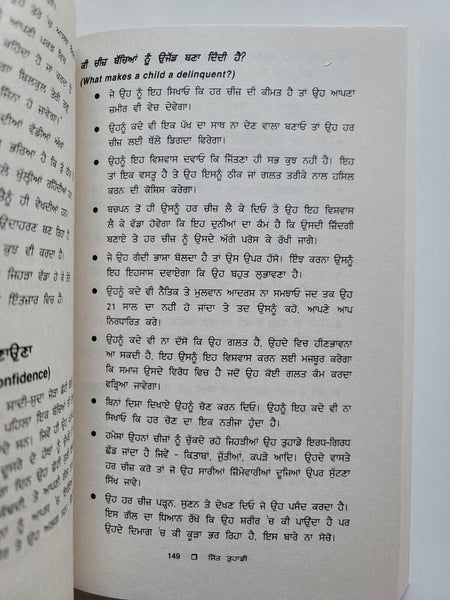 ਕੀ ਚੀਜ਼ ਬੱਚਿਆਂ ਨੂੰ ਉਜੱਡ ਬਣਾ ਦਿੰਦੀ ਹੈ?
(What makes a child a delinquent?)
ਜੇ ਉਹਨੂੰ ਇਹ ਸਿਖਾਓ ਕਿ ਹਰ ਚੀਜ਼ ਦੀ ਕੀਮਤ ਹੈ ਤਾਂ ਉਹ ਆਪਣਾ
ਜ਼ਮੀਰ ਵੀ ਵੇਚ ਦੇਵੇਗਾ।
ਉਹਨੂੰ ਕਦੇ ਵੀ ਇਕ ਪੱਖ ਦਾ ਸਾਥ ਨਾ ਦੇਣ ਵਾਲਾ ਬਣਾਓ ਤਾਂ ਉਹ ਹਰ
ਚੀਜ਼ ਲਈ ਥੱਲੇ ਡਿਗਦਾ ਫਿਰੇਗਾ।
ਉਹਨੂੰ ਇਹ ਵਿਸ਼ਵਾਸ ਦਵਾਓ ਕਿ ਜਿੱਤਣਾ ਹੀ ਸਭ ਕੁਝ ਨਹੀ ਹੈ। ਇਹ
ਤਾਂ ਇਕ ਵਸਤੂ ਹੈ ਤੇ ਉਹ ਇਸਨੂੰ ਠੀਕ ਜਾਂ ਗਲਤ ਤਰੀਕੇ ਨਾਲ ਹਸਿਲ
ਕਰਨ ਦੀ ਕੋਸ਼ਿਸ ਕਰੇਗਾ।
ਬਚਪਨ ਤੋਂ ਹੀ ਉਸਨੂੰ ਹਰ ਚੀਜ਼ ਲੈ ਕੇ ਦਿਓ ਤੇ ਉਹ ਇਹ ਵਿਸ਼ਵਾਸ
ਲੈ ਕੇ ਵੱਡਾ ਹੋਵੇਗਾ ਕਿ ਇਹ ਦੁਨੀਆਂ ਦਾ ਕੰਮ ਹੈ ਕਿ ਉਸਦੀ ਜ਼ਿੰਦਗੀ
ਬਣਾਏ ਤੇ ਹਰ ਚੀਜ਼ ਨੂੰ ਉਸਦੇ ਅੱਗੇ ਪਰੋਸ ਕੇ ਰੱਖੀ ਜਾਗੀ।
ਜੇ ਉਹ ਗੰਦੀ ਭਾਸ਼ਾ ਬੋਲਦਾ ਹੈ ਤਾਂ ਉਸ ਉਪਰ ਹੱਸੋ। ਇੰਝ ਕਰਨਾ ਉਸਨੂੰ
ਇਹ ਇਹਸਾਸ ਦਵਾਏਗਾ ਕਿ ਉਹ ਬਹੁਤ ਲੁਭਾਵਣਾ ਹੈ।
ਉਹਨੂੰ ਕਦੇ ਵੀ ਨੈਤਿਕ ਤੇ ਮੁਲਵਾਨ ਆਦਰਸ਼ ਨਾ ਸਮਝਾਓ ਜਦ ਤਕ ਉਹ
21 ਸਾਲ ਦਾ ਨਹੀ ਹੋ ਜਾਂਦਾ ਤੇ ਤਦ ਉਸਨੂੰ ਕਹੋ, ਆਪਣੇ ਆਪ
ਨਿਰਧਾਰਿਤ ਕਰੇ।
ਉਹਨੂੰ ਕਦੇ ਵੀ ਨਾ ਦੱਸੋ ਕਿ ਉਹ ਗਲਤ ਹੈ, ਉਹਦੇ ਵਿਚ ਹੀਣਭਾਵਨਾ
ਆ ਸਕਦੀ ਹੈ. ਇਹ ਉਸਨੂੰ ਇਹ ਵਿਸ਼ਵਾਸ ਕਰਨ ਲਈ ਮਜਬੂਰ ਕਰੇਗਾ
ਕਿ ਸਮਾਜ ਉਸਦੇ ਵਿਰੋਧ ਵਿਚ ਹੈ ਜਦੋਂ ਉਹ ਕੋਈ ਗਲਤ ਕੰਮ ਕਰਦਾ
ਫੜ੍ਹਿਆ ਜਾਵੇਗਾ।
ਬਿਨਾਂ ਦਿਸ਼ਾ ਦਿਖਾਏ ਉਹਨੂੰ ਚੋਣ ਕਰਨ ਦਿਓ। ਉਹਨੂੰ ਇਹ ਕਦੇ ਵੀ ਨਾ
ਸਿਖਾਓ ਕਿ ਹਰ ਕੰਮ ਦਾ ਇਕ ਨਤੀਜਾ ਹੁੰਦਾ ਹੈ।
ਹਮੇਸ਼ਾ ਉਹਨਾਂ ਚੀਜ਼ਾਂ ਨੂੰ ਚੁੱਕਦੇ ਰਹੋ ਜਿਹੜੀਆਂ ਉਹ ਤੁਹਾਡੇ ਇਰਧ-ਗਿਰਧ
ਛੱਡ ਜਾਂਦਾ ਹੈ ਜਿਵੇਂ - ਕਿਤਾਬਾਂ, ਜੁੱਤੀਆਂ, ਕਪੜੇ ਆਦਿ। ਉਹਦੇ ਵਾਸਤੇ
ਹਰ ਚੀਜ਼ ਕਰੋ ਤਾਂ ਜੋ ਉਹ ਸਾਰੀਆਂ ਜ਼ਿੰਮੇਵਾਰੀਆਂ ਦੂਜਿਆਂ ਉਪਰ ਸੁੱਟਣਾ
ਸਿੱਖ ਜਾਵੇ।
ਉਹ ਹਰ ਚੀਜ਼ ਪੜ੍ਹਨ, ਸੁਣਨ ਤੇ ਦੇਖਣ ਦਿਓ ਜੋ ਉਹ ਪਸੰਦ ਕਰਦਾ ਹੈ।
ਇਸ ਗੱਲ ਦਾ ਧਿਆਨ ਰੱਖੋ ਕਿ ਉਹ ਸ਼ਰੀਰ 'ਚ ਕੀ ਪਾਉਂਦਾ ਹੈ ਪਰ
ਉਹਦੇ ਦਿਮਾਗ 'ਚ ਕੀ ਕੂੜਾ ਭਰ ਰਿਹਾ ਹੈ, ਇਸ ਬਾਰੇ ਨਾ ਸੋਚੋ।
149 ❒ ਜਿੱਤ ਤੁਹਾਡੀ